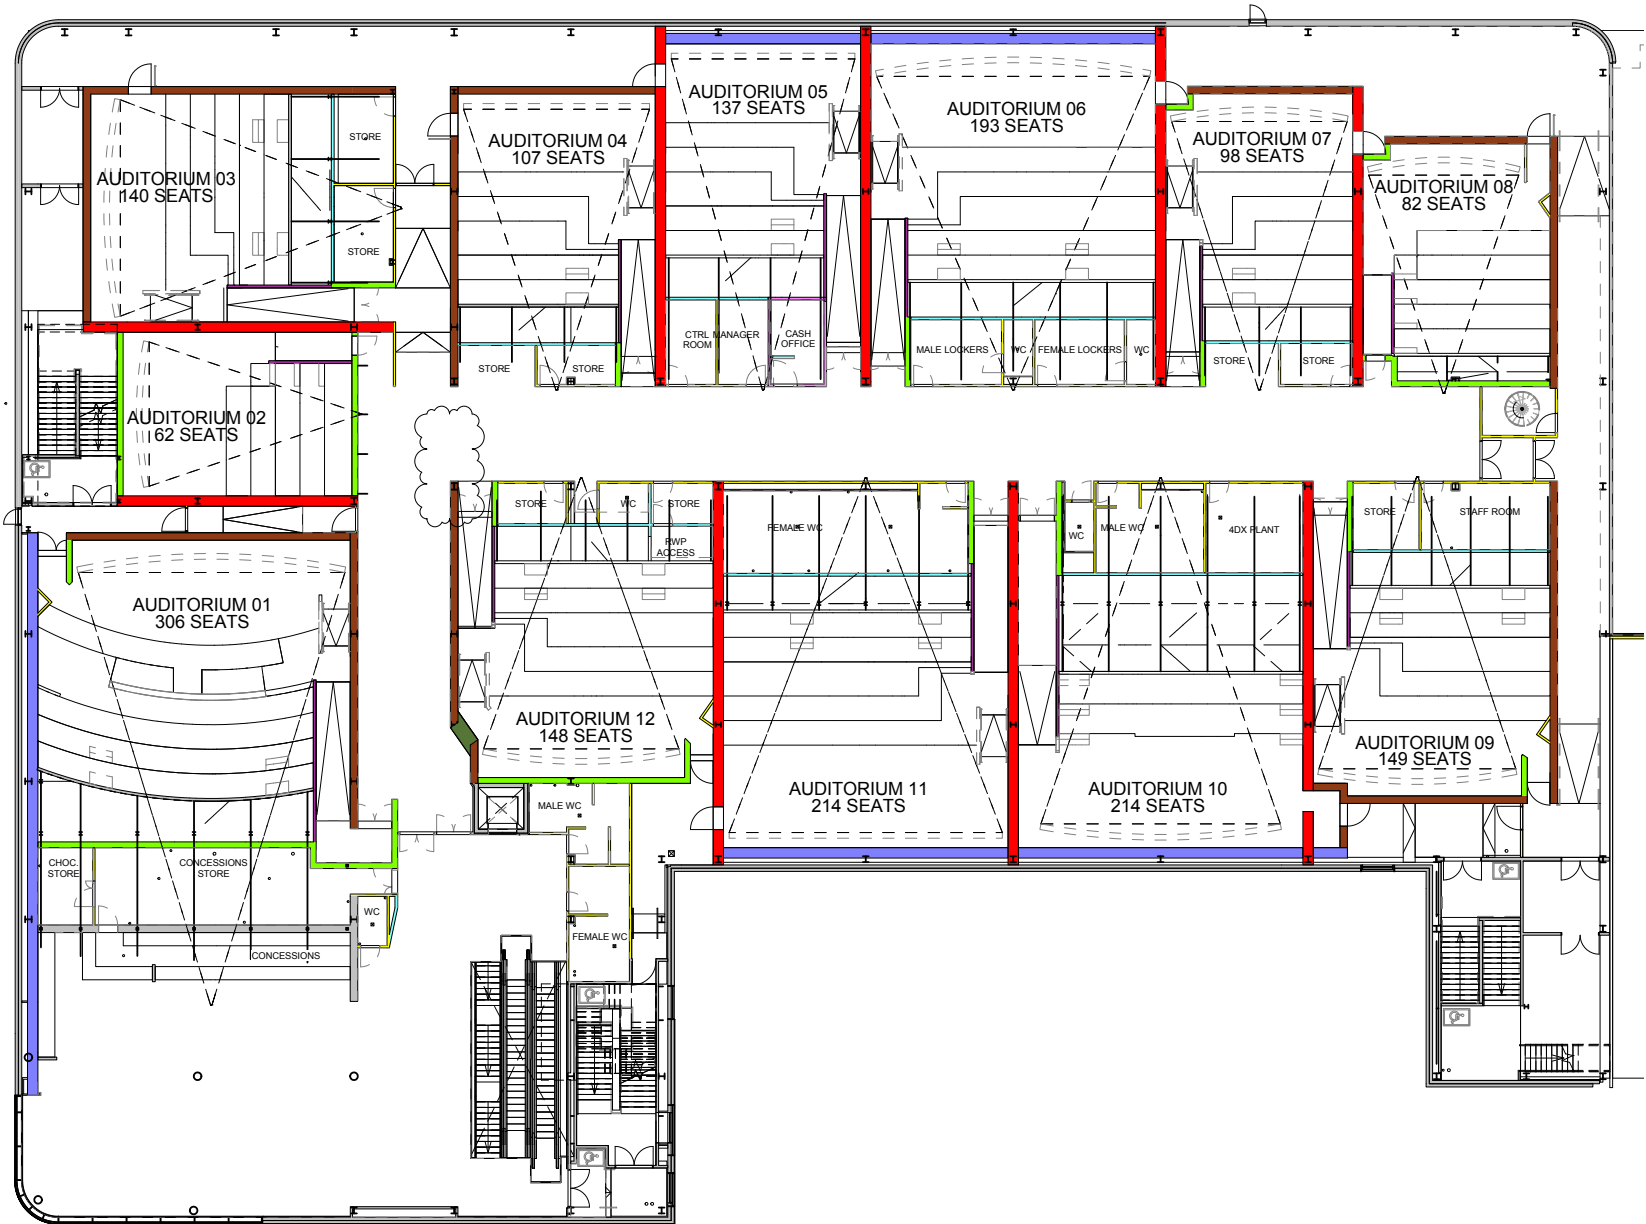 AUDITORIUM 03
140 SEATS
STORE
STORE
AUDITORIUM 04
107 SEATS
STORE
STORE
AUDITORIUM 05
137 SEATS
CTRL
ROOM
MANAGER
CASH
OFFICE
AUDITORIUM 06
193 SEATS
MALE LOCKERS
WC
FEMALE LOCKERS
WC
AUDITORIUM 07
98 SEATS
STORE
STORE
AUDITORIUM 08
82 SEATS
AUDITORIUM 02
62 SEATS
AUDITORIUM 01
306 SEATS
CHOC.
STORE
CONCESSIONS
STORE
WC
CONCESSIONS
STORE
WC
STORE
RWP
ACCESS
AUDITORIUM 12
148 SEATS
MALE WC
FEMALE WC
FEMALE WC
AUDITORIUM 11
214 SEATS
WC
MALE WC
4DX PLANT
AUDITORIUM 10
214 SEATS
STORE
STAFF ROOM
AUDITORIUM 09
149 SEATS